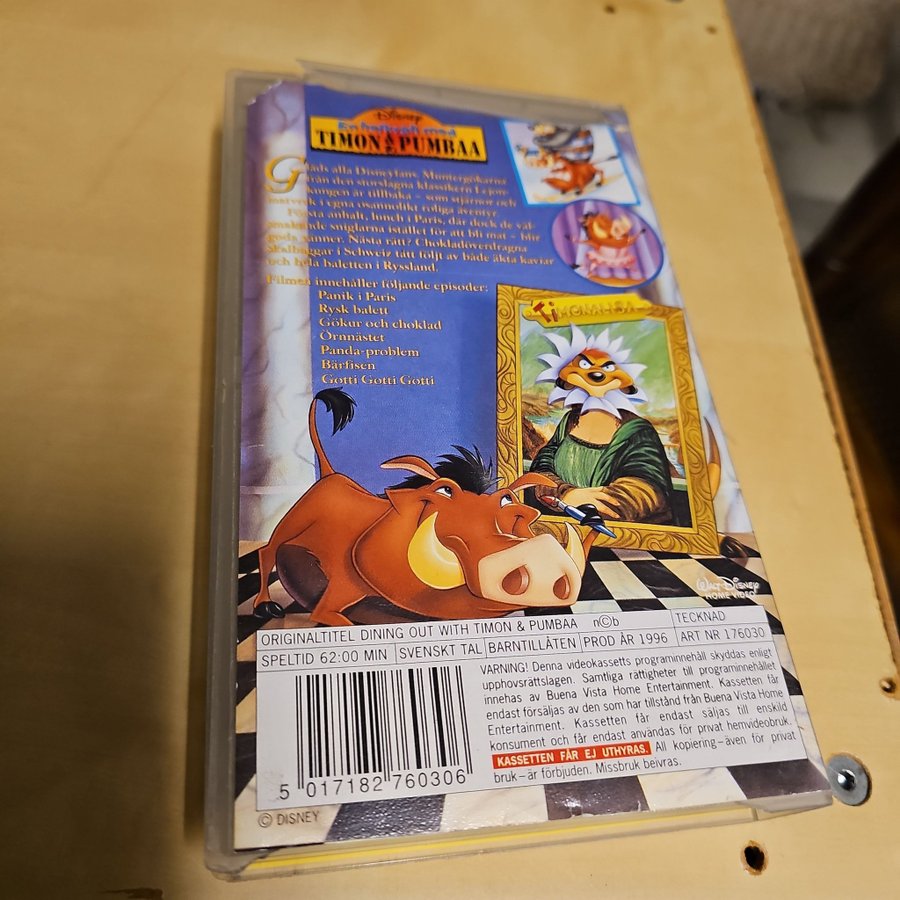 Disney
En helkväll med
TIMON & PUMBAA
Gläds alla Disneyfans. Muntergökarna
från den storslagna klassikern Lejon-
kungen är tillbaka – som stjärnor och
matvrak i egna osannolikt roliga äventyr.
Första anhalt, lunch i Paris, där dock de väl-
smakande sniglarna istället för att bli mat – blir
goda vänner. Nästa rätt? Chokladöverdragna
skalbaggar i Schweiz tätt följt av både äkta kaviar
och hela baletten i Ryssland.
Filmen innehåller följande episoder:
Panik i Paris
Rysk balett
Gökur och choklad
Örnnästet
Panda-problem
Bärfisen
Gotti Gotti Gotti
TiMONALISA
WALT DISNEY
HOME VIDEO
ORIGINALTITEL DINING OUT WITH TIMON & PUMBAA n©b TECKNAD
SPELTID 62:00 MIN SVENSKT TAL BARNTILLÅTEN PROD ÅR 1996 ART NR 176030
VARNING! Denna videokassetts programinnehåll skyddas enligt
upphovsrättslagen. Samtliga rättigheter till programinnehållet
innehas av Buena Vista Home Entertainment. Kassetten får
endast försäljas av den som har tillstånd från Buena Vista Home
Entertainment. Kassetten får endast säljas till enskild
konsument och får endast användas för privat hemvideobruk.
KASSETTEN FÅR EJ UTHYRAS. All kopiering–även för privat
bruk–är förbjuden. Missbruk beivras.
5 017182 760306
© DISNEY